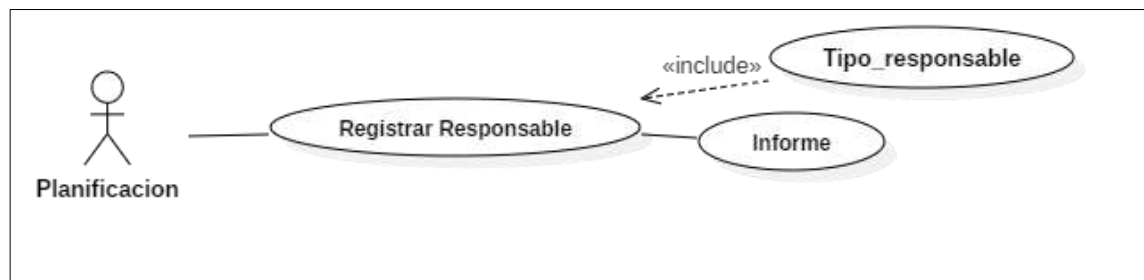 «include»
Tipo_responsable
Registrar Responsable
Informe
Planificacion